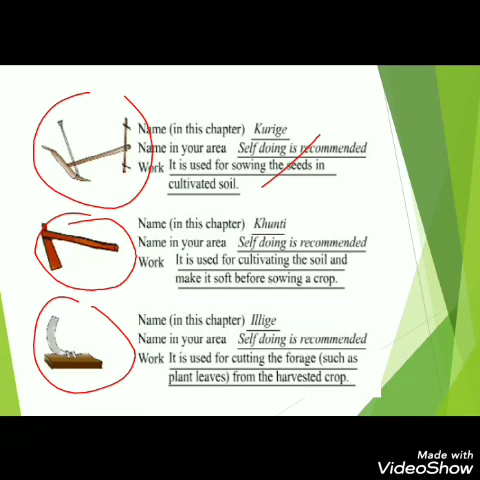 Name (in this chapter) Kurige
Name in your area Self doing is recommended
Work It is used for sowing the seeds in
cultivated soil.
Name (in this chapter) Khunti
Name in your area Self doing is recommended
Work It is used for cultivating the soil and
make it soft before sowing a crop.
Name (in this chapter) Illige
Name in your area Self doing is recommended
Work It is used for cutting the forage (such as
plant leaves) from the harvested crop.
Made with
VideoShow